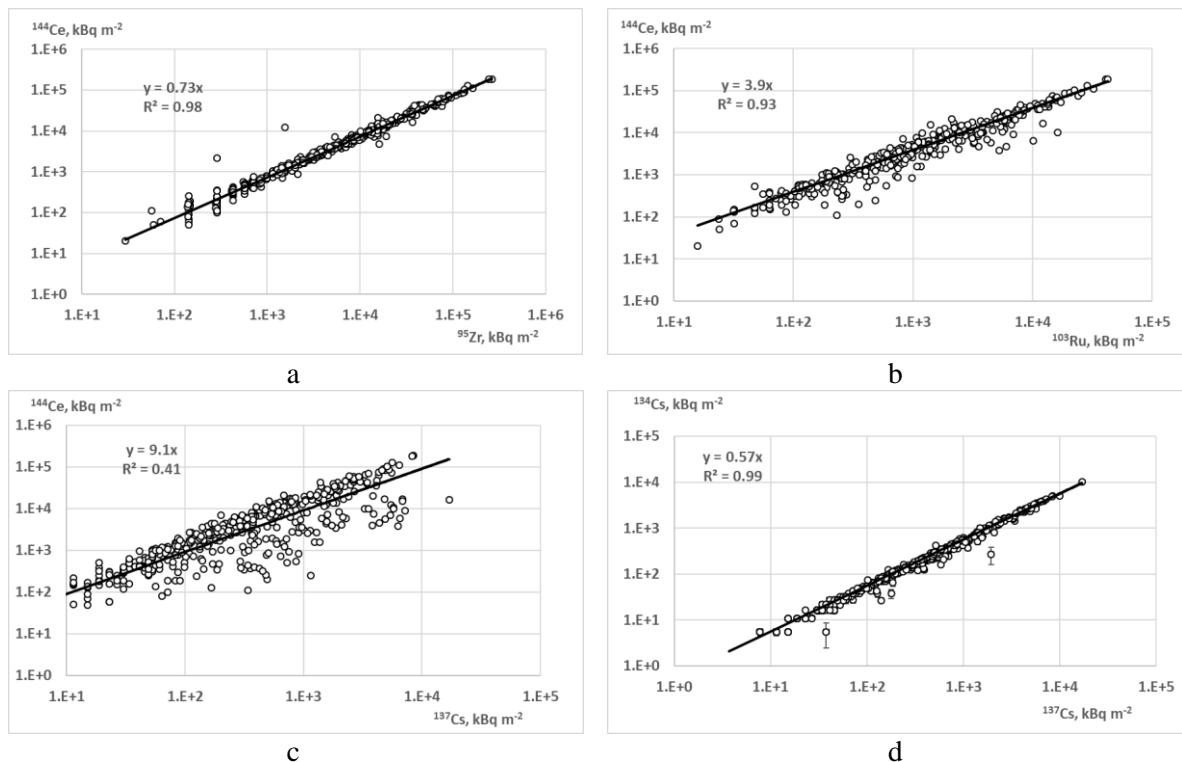 ¹⁴⁴Ce, kBq m⁻²
1.E+6
1.E+5
1.E+4
1.E+3
1.E+2
1.E+1
1.E+0
y = 0.73x
R² = 0.98
1.E+1 1.E+2 1.E+3 1.E+4 1.E+5 1.E+6
⁹⁵Zr, kBq m⁻²
a
¹⁴⁴Ce, kBq m⁻²
1.E+6
1.E+5
1.E+4
1.E+3
1.E+2
1.E+1
1.E+0
y = 3.9x
R² = 0.93
1.E+1 1.E+2 1.E+3 1.E+4 1.E+5
¹⁰³Ru, kBq m⁻²
b
¹⁴⁴Ce, kBq m⁻²
1.E+6
1.E+5
1.E+4
1.E+3
1.E+2
1.E+1
1.E+0
y = 9.1x
R² = 0.41
1.E+1 1.E+2 1.E+3 1.E+4 1.E+5
¹³⁷Cs, kBq m⁻²
c
¹³⁴Cs, kBq m⁻²
1.E+5
1.E+4
1.E+3
1.E+2
1.E+1
1.E+0
y = 0.57x
R² = 0.99
1.E+0 1.E+1 1.E+2 1.E+3 1.E+4 1.E+5
¹³⁷Cs, kBq m⁻²
d